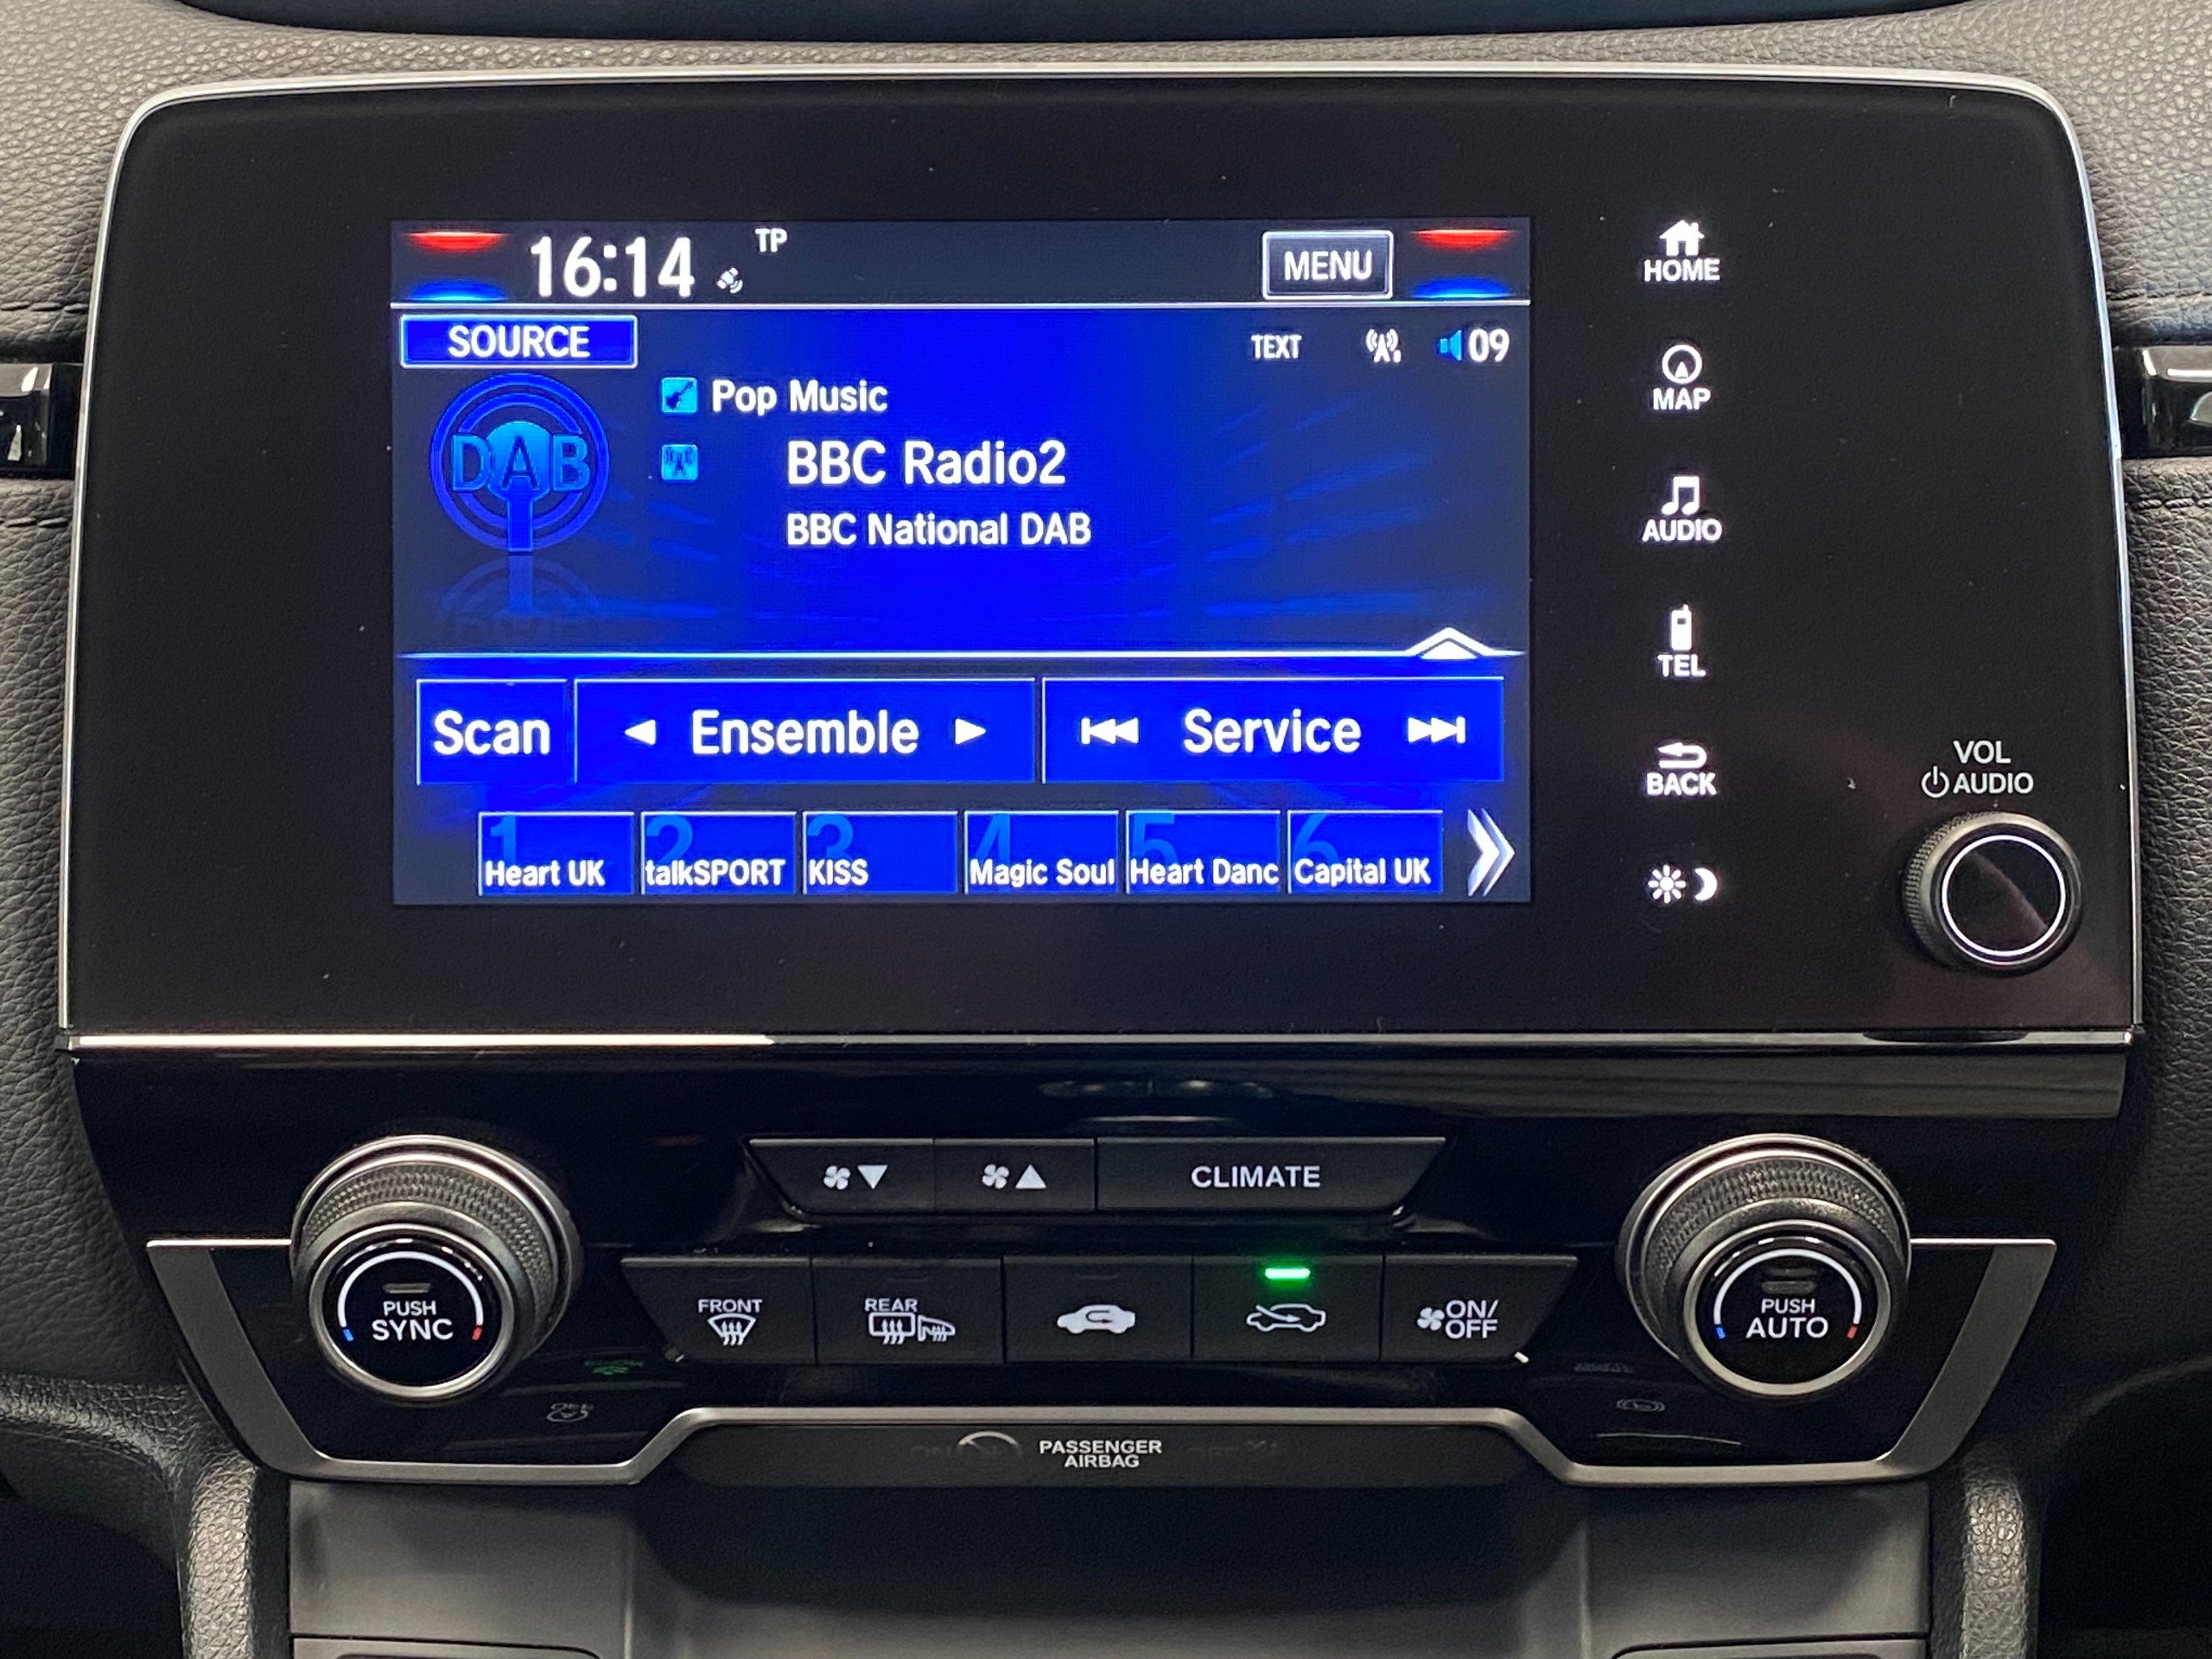 16:14 TP MENU
SOURCE TEXT 09
DAB
Pop Music
BBC Radio2
BBC National DAB
Scan Ensemble Service
1 2 3 4 5 6
Heart UK talkSPORT KISS Magic Soul Heart Danc Capital UK
HOME
MAP
AUDIO
TEL
BACK
VOL
AUDIO
CLIMATE
PUSH
SYNC
FRONT
REAR
ON/
OFF
PUSH
AUTO
PASSENGER
AIRBAG